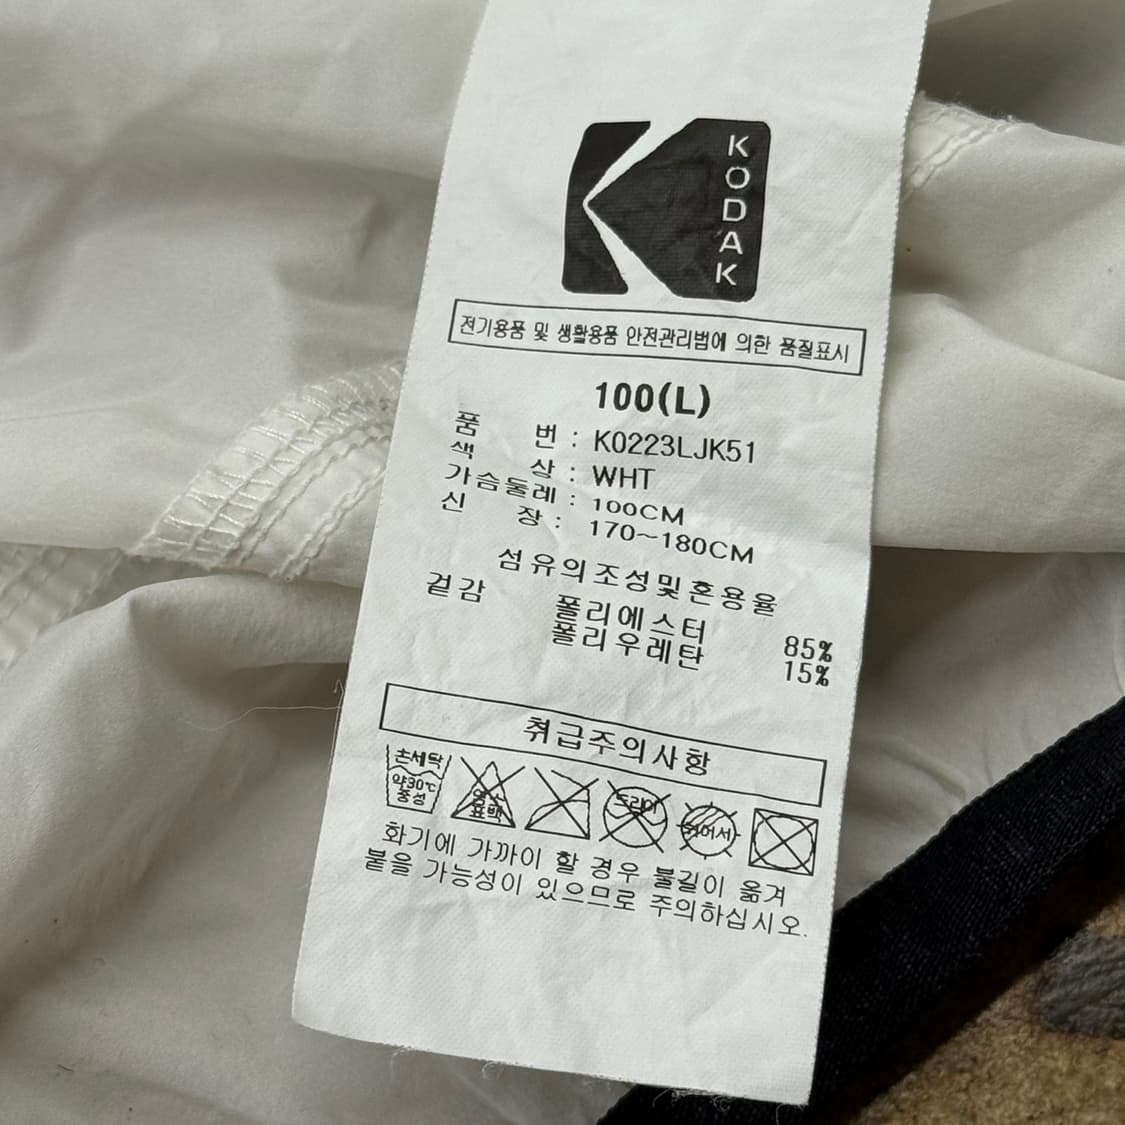 KODAK
전기용품 및 생활용품 안전관리법에 의한 품질표시
100(L)
품 번 : K0223LJK51
색 상 : WHT
가슴둘레 : 100CM
신 장 : 170~180CM
섬유의조성및혼용율
겉감 폴리에스터 85%
폴리우레탄 15%
취급주의사항
손세탁
약30℃
중성
염소
표백
드라이
화기에 가까이 할 경우 불길이 옮겨
붙을 가능성이 있으므로 주의하십시오.